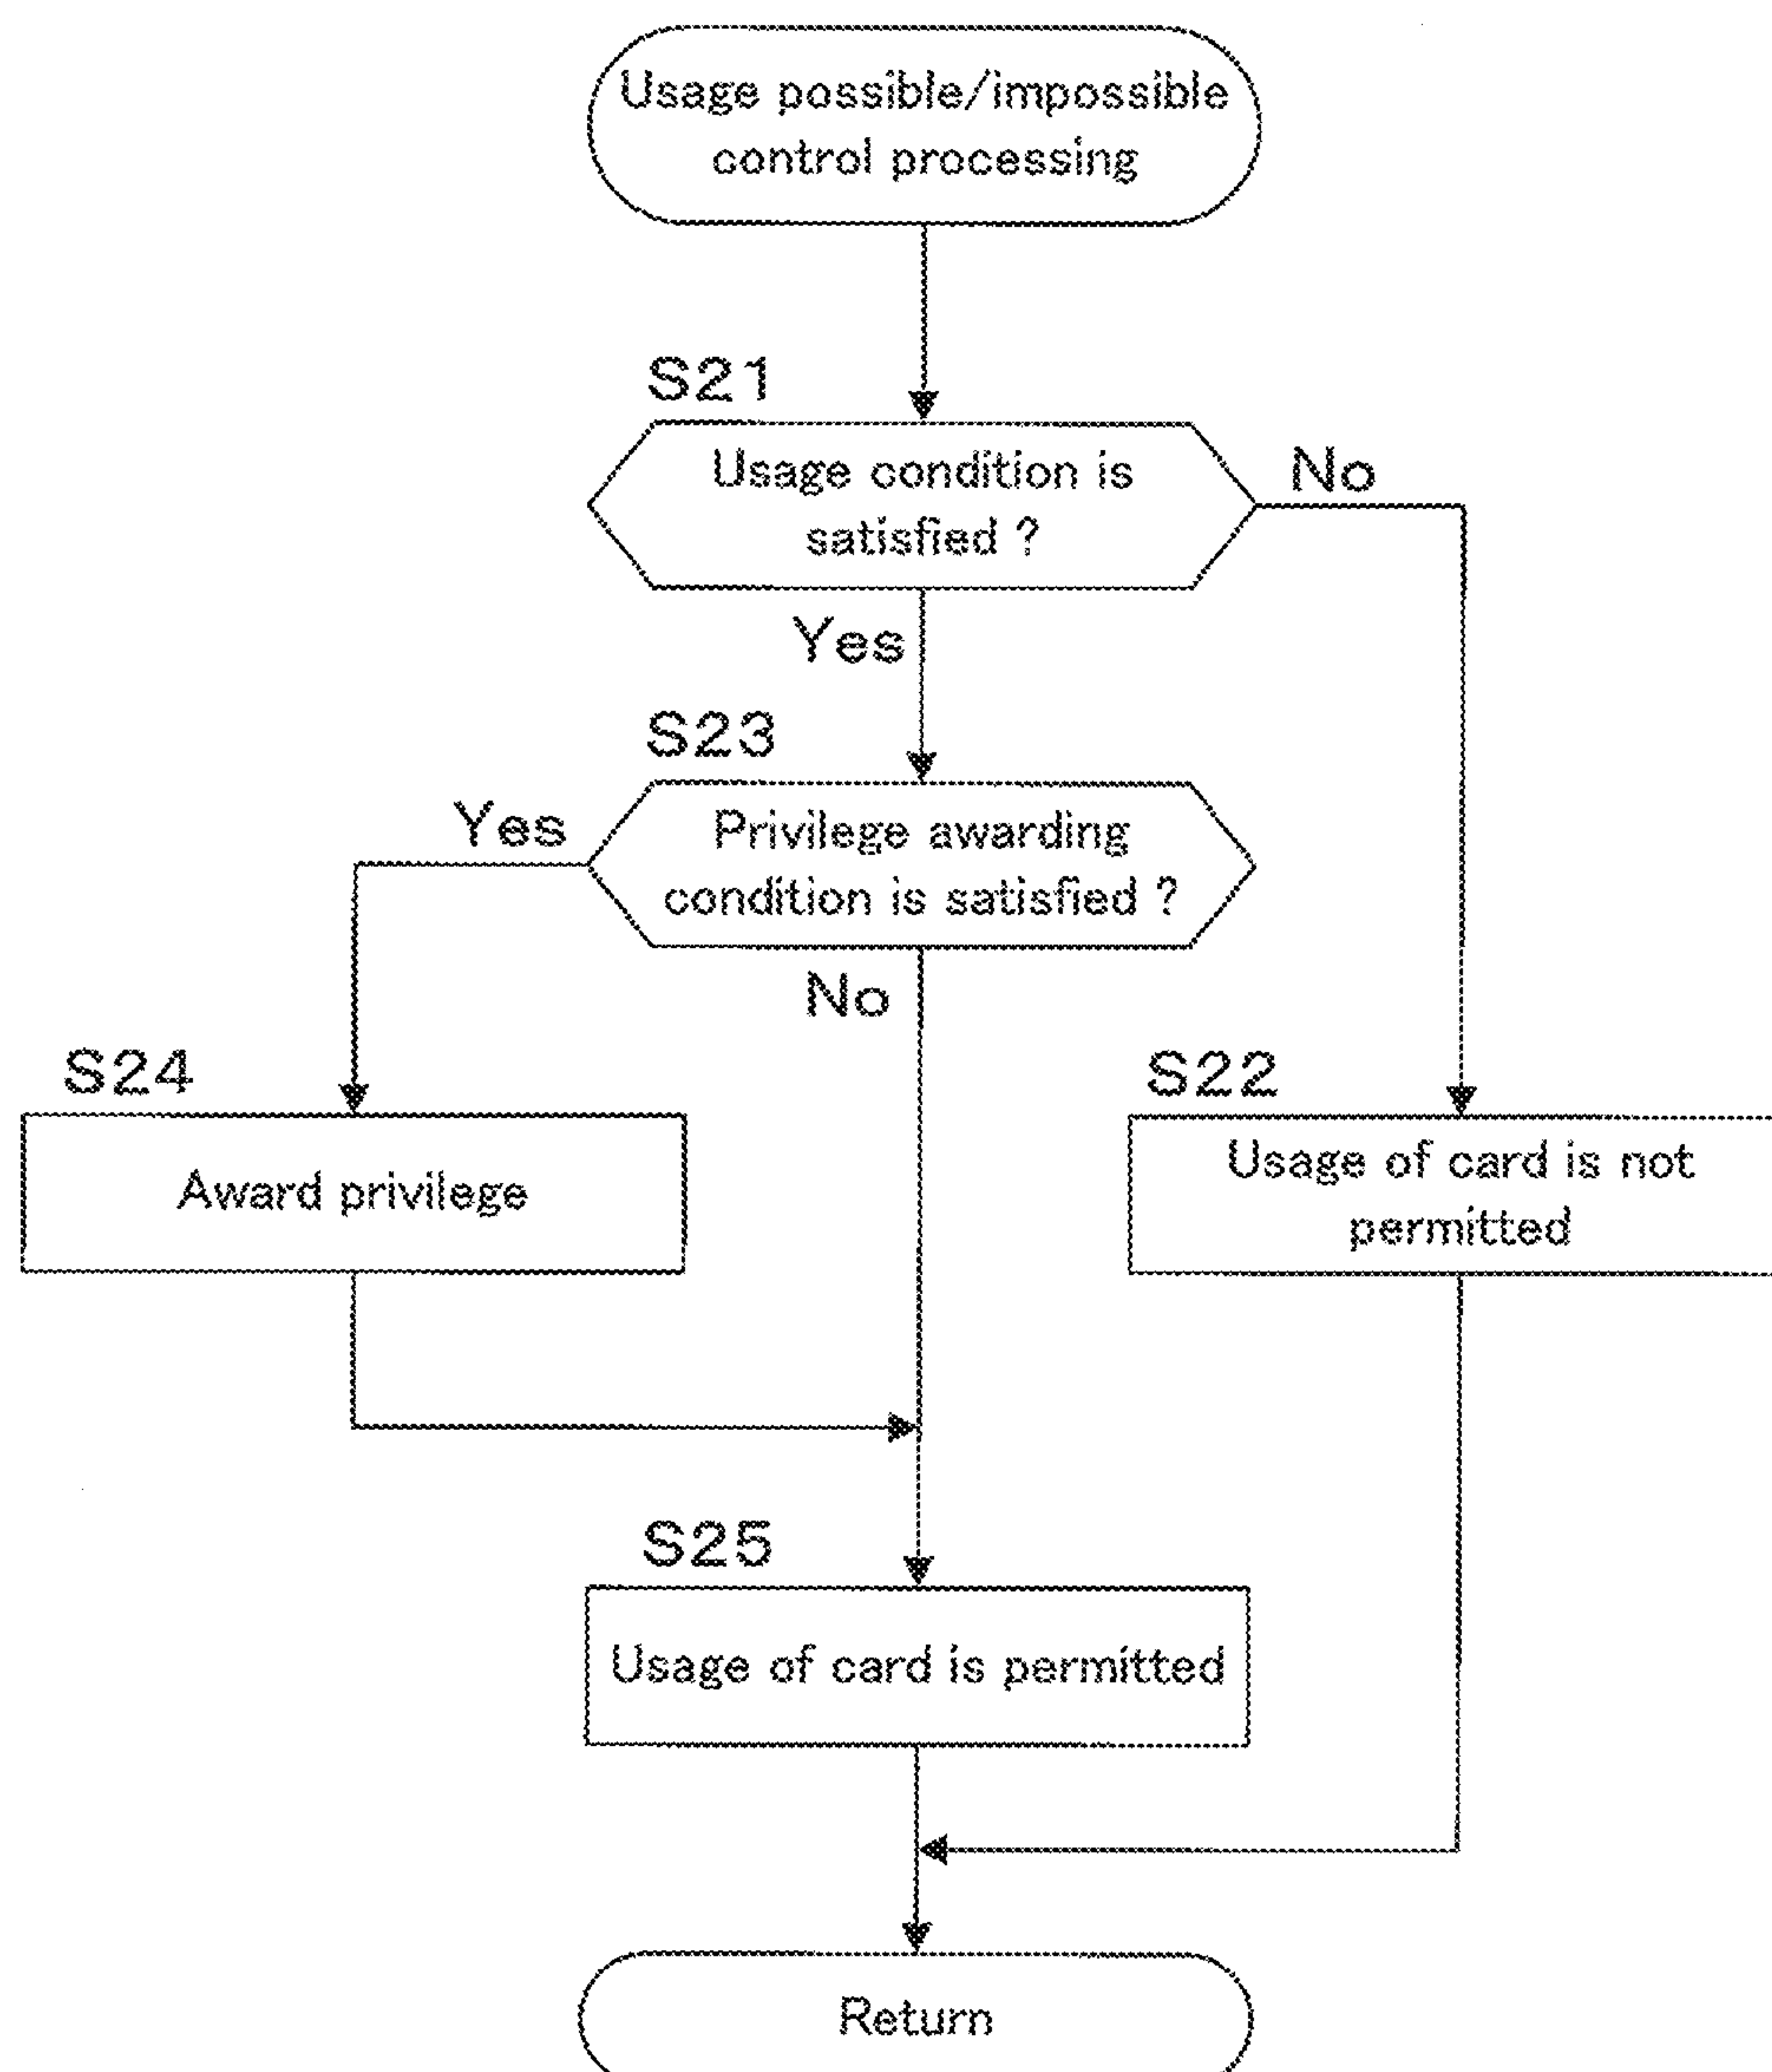 Usage possible/impossible
control processing
S21
Usage condition is
satisfied ?
No
Yes
S23
Privilege awarding
condition is satisfied ?
Yes
No
S24
Award privilege
S22
Usage of card is not
permitted
S25
Usage of card is permitted
Return